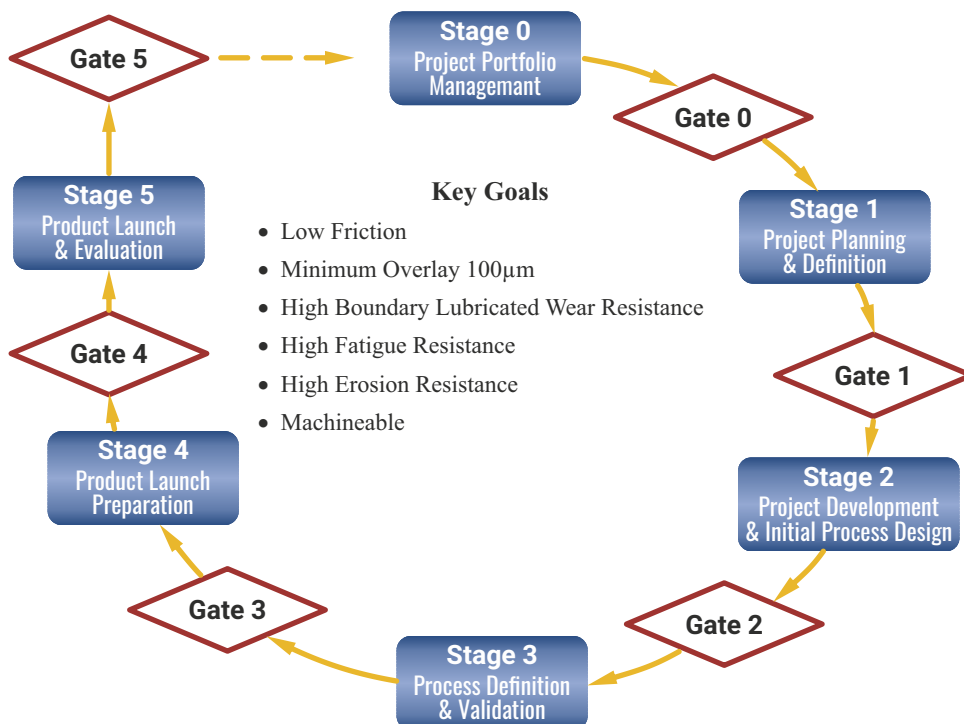 Gate 5
Stage 0
Project Portfolio
Managemant
Gate 0
Stage 5
Product Launch
& Evaluation
Key Goals
• Low Friction
• Minimum Overlay 100µm
• High Boundary Lubricated Wear Resistance
• High Fatigue Resistance
• High Erosion Resistance
• Machineable
Stage 1
Project Planning
& Definition
Gate 4
Gate 1
Stage 4
Product Launch
Preparation
Stage 2
Project Development
& Initial Process Design
Gate 3
Gate 2
Stage 3
Process Definition
& Validation